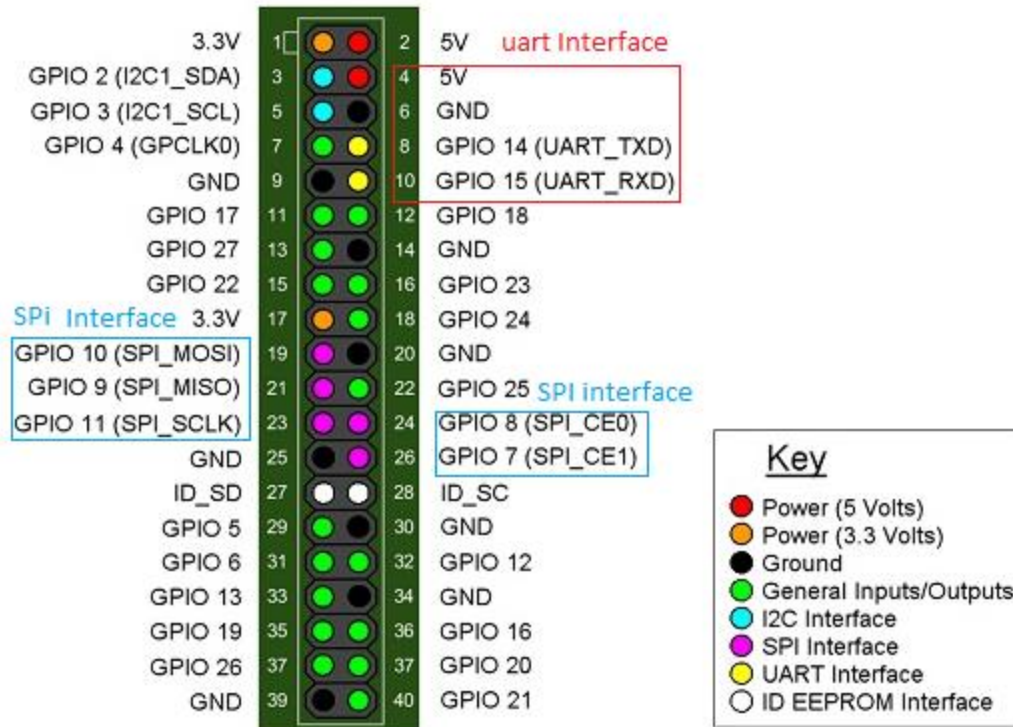 3.3V 1 2 5V uart Interface
GPIO 2 (I2C1_SDA) 3 4 5V
GPIO 3 (I2C1_SCL) 5 6 GND
GPIO 4 (GPCLK0) 7 8 GPIO 14 (UART_TXD)
GND 9 10 GPIO 15 (UART_RXD)
GPIO 17 11 12 GPIO 18
GPIO 27 13 14 GND
GPIO 22 15 16 GPIO 23
SPi Interface 3.3V 17 18 GPIO 24
GPIO 10 (SPI_MOSI) 19 20 GND
GPIO 9 (SPI_MISO) 21 22 GPIO 25 SPI interface
GPIO 11 (SPI_SCLK) 23 24 GPIO 8 (SPI_CE0)
GND 25 26 GPIO 7 (SPI_CE1)
ID_SD 27 28 ID_SC
GPIO 5 29 30 GND
GPIO 6 31 32 GPIO 12
GPIO 13 33 34 GND
GPIO 19 35 36 GPIO 16
GPIO 26 37 37 GPIO 20
GND 39 40 GPIO 21
Key
Power (5 Volts)
Power (3.3 Volts)
Ground
General Inputs/Outputs
I2C Interface
SPI Interface
UART Interface
ID EEPROM Interface